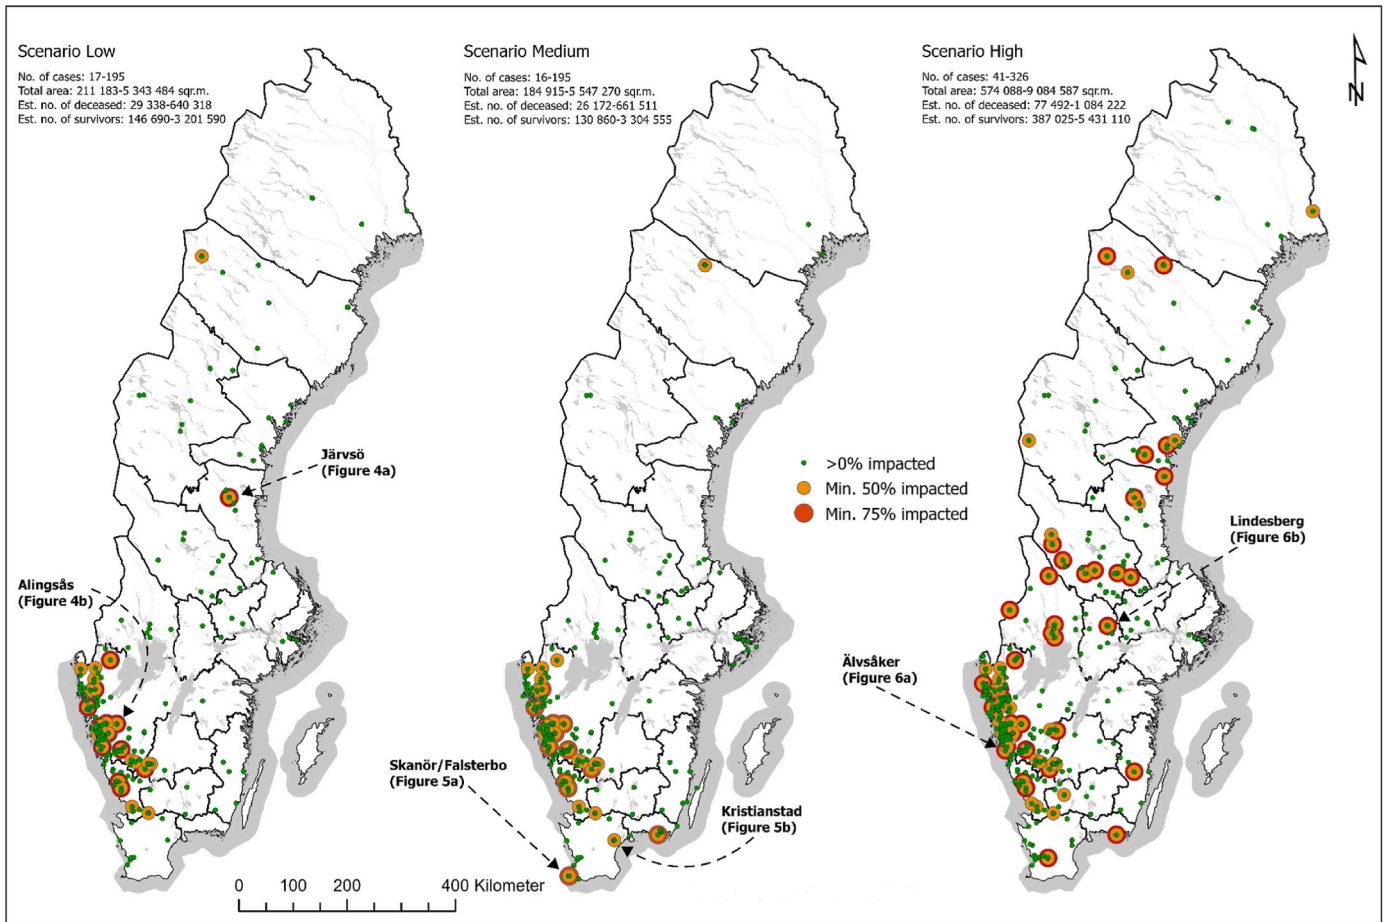 Scenario Low
No. of cases: 17-195
Total area: 211 183-5 343 484 sqr.m.
Est. no. of deceased: 29 338-640 318
Est. no. of survivors: 146 690-3 201 590
Scenario Medium
No. of cases: 16-195
Total area: 184 915-5 547 270 sqr.m.
Est. no. of deceased: 26 172-661 511
Est. no. of survivors: 130 860-3 304 555
Scenario High
No. of cases: 41-326
Total area: 574 088-9 084 587 sqr.m.
Est. no. of deceased: 77 492-1 084 222
Est. no. of survivors: 387 025-5 431 110
N
Järvsö
(Figure 4a)
>0% impacted
Min. 50% impacted
Min. 75% impacted
Lindesberg
(Figure 6b)
Alingsås
(Figure 4b)
Älvsåker
(Figure 6a)
Skanör/Falsterbo
(Figure 5a)
Kristianstad
(Figure 5b)
0 100 200 400 Kilometer